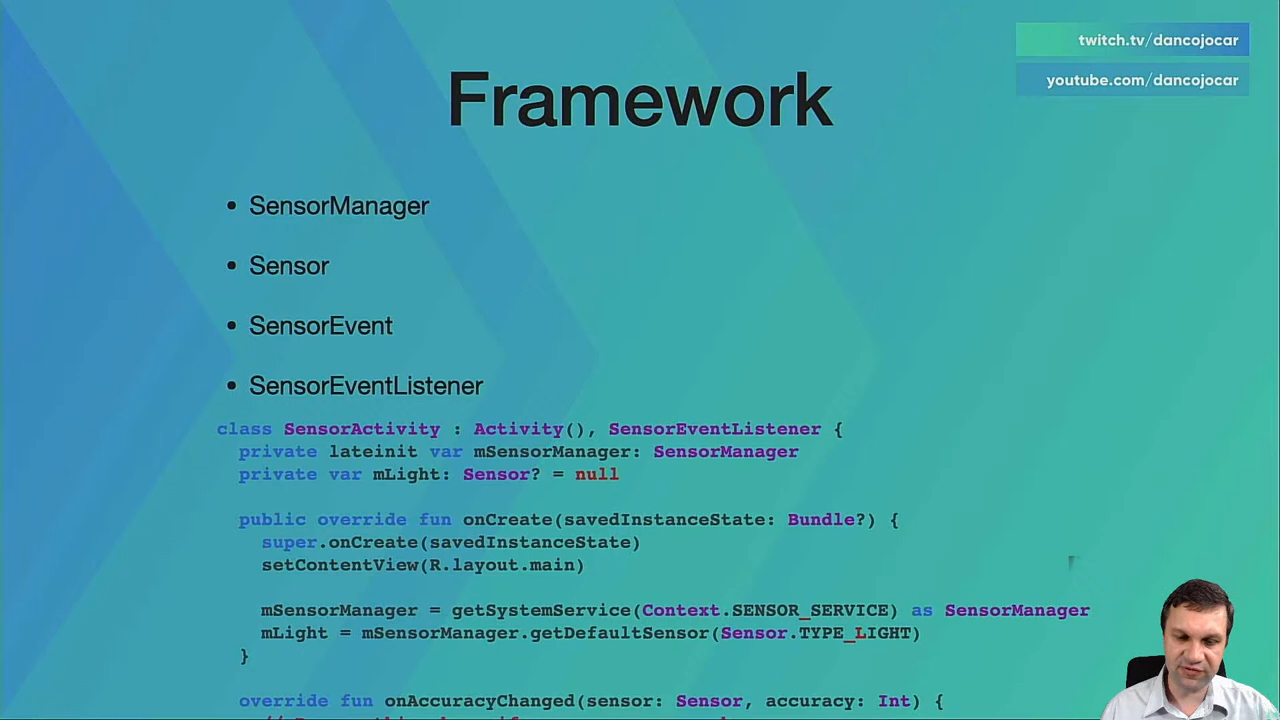 twitch.tv/dancojocar
youtube.com/dancojocar
Framework
• SensorManager
• Sensor
• SensorEvent
• SensorEventListener
class SensorActivity : Activity(), SensorEventListener {
private lateinit var mSensorManager: SensorManager
private var mLight: Sensor? = null
public override fun onCreate(savedInstanceState: Bundle?) {
super.onCreate(savedInstanceState)
setContentView(R.layout.main)
mSensorManager = getSystemService(Context.SENSOR_SERVICE) as SensorManager
mLight = mSensorManager.getDefaultSensor(Sensor.TYPE_LIGHT)
}
override fun onAccuracyChanged(sensor: Sensor, accuracy: Int) {